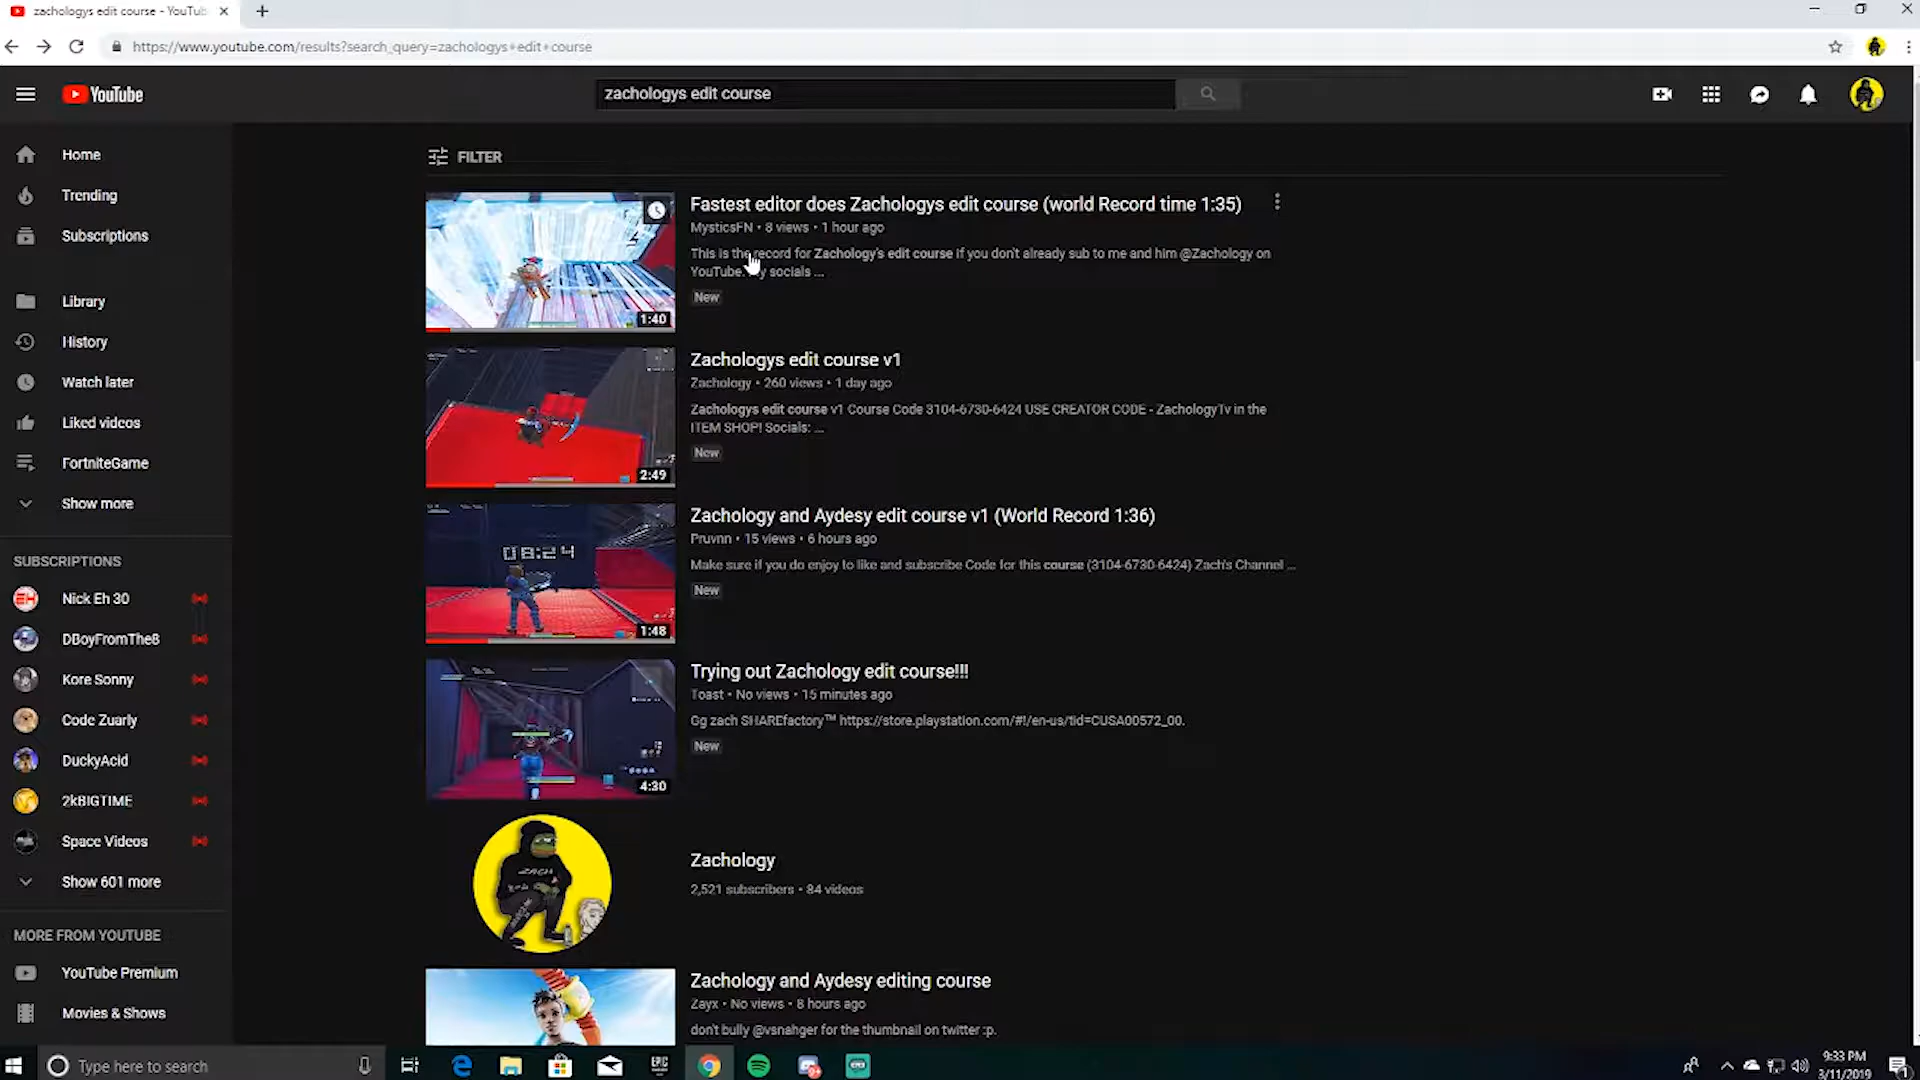 zachologys edit course - YouTub
https://www.youtube.com/results?search_query=zachologys+edit+course
YouTube
zachologys edit course
Home
Trending
Subscriptions
Library
History
Watch later
Liked videos
FortniteGame
Show more
SUBSCRIPTIONS
Nick Eh 30
DBoyFromThe8
Kore Sonny
Code Zuarly
DuckyAcid
2kBIGTIME
Space Videos
Show 601 more
MORE FROM YOUTUBE
YouTube Premium
Movies & Shows
FILTER
1:40
Fastest editor does Zachologys edit course (world Record time 1:35)
MysticsFN • 8 views • 1 hour ago
This is the record for Zachology's edit course if you don't already sub to me and him @Zachology on
YouTube. socials ...
New
2:49
Zachologys edit course v1
Zachology • 260 views • 1 day ago
Zachologys edit course v1 Course Code 3104-6730-6424 USE CREATOR CODE - ZachologyTv in the
ITEM SHOP! Socials: ...
New
08:24
1:48
Zachology and Aydesy edit course v1 (World Record 1:36)
Pruvnn • 15 views • 6 hours ago
Make sure if you do enjoy to like and subscribe Code for this course (3104-6730-6424) Zach's Channel ...
New
4:30
Trying out Zachology edit course!!!
Toast • No views • 15 minutes ago
Gg zach SHAREfactory™ https://store.playstation.com/#!/en-us/tid=CUSA00572_00.
New
ZACH
Zachology
2,521 subscribers • 84 videos
Zachology and Aydesy editing course
Zayx • No views • 8 hours ago
don't bully @vsnahger for the thumbnail on twitter :p.
Type here to search
EPIC
9:33 PM
3/11/2019
1